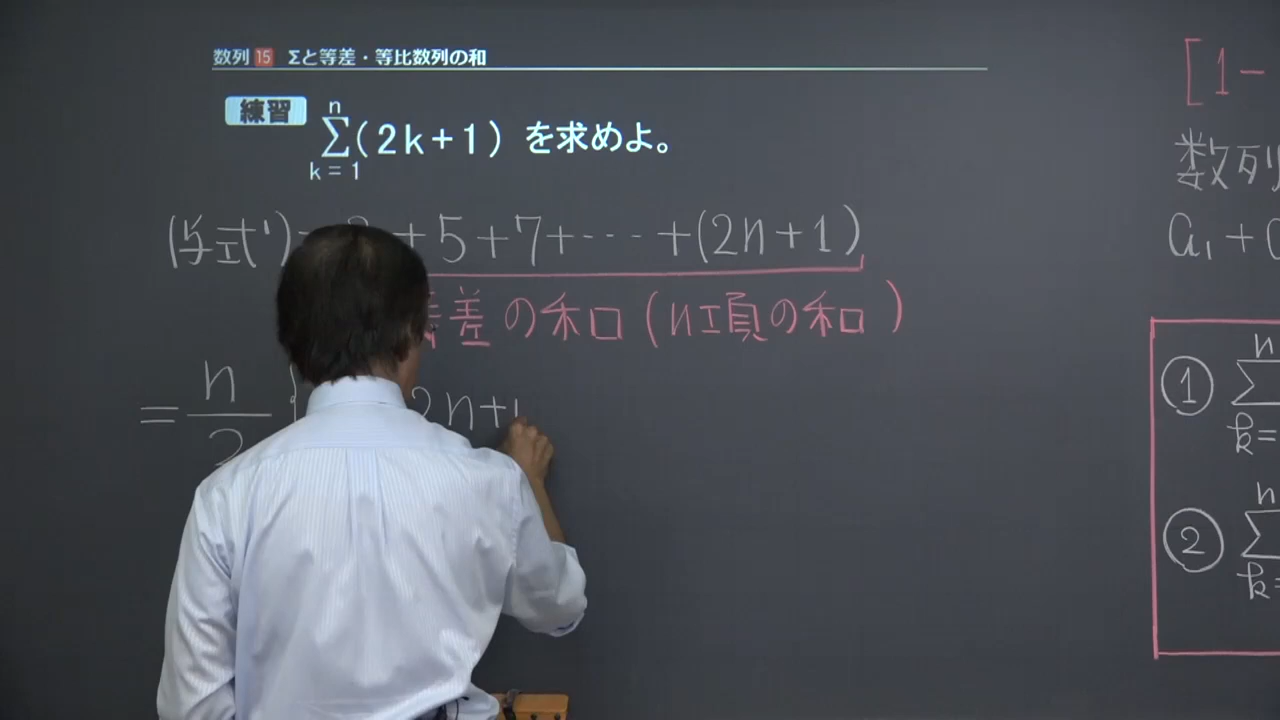 数列 15 Σと等差・等比数列の和
練習
n
Σ(2k+1) を求めよ。
k=1
(与式)= 3+5+7+‥‥+(2n+1)
等差の和(n項の和)
= n/2 { 2n+1
[1-
数列
a₁+
① n
Σ
k=
② n
Σ
k=